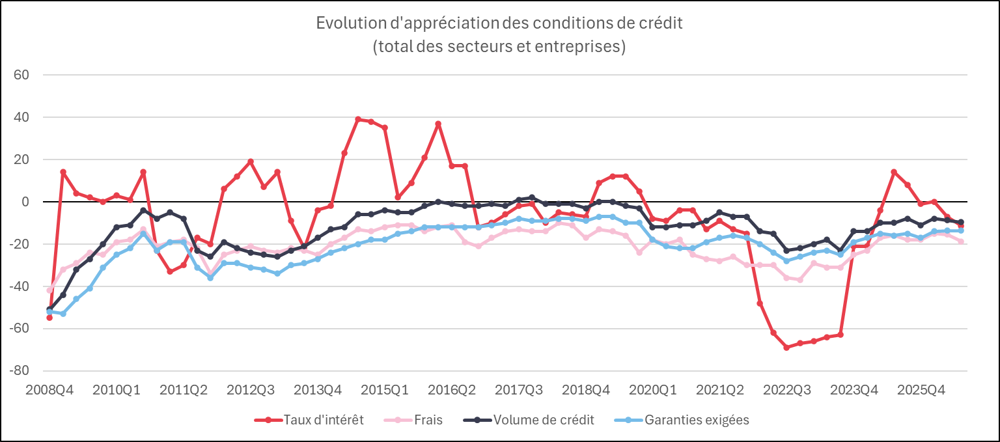 Evolution d'appréciation des conditions de crédit
(total des secteurs et entreprises)
60
40
20
0
-20
-40
-60
-80
2008Q4 2010Q1 2011Q2 2012Q3 2013Q4 2015Q1 2016Q2 2017Q3 2018Q4 2020Q1 2021Q2 2022Q3 2023Q4 2025Q4
Taux d'intérêt Frais Volume de crédit Garanties exigées